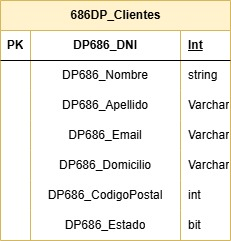 686DP_Clientes
PK DP686_DNI Int
DP686_Nombre string
DP686_Apellido Varchar
DP686_Email Varchar
DP686_Domicilio Varchar
DP686_CodigoPostal int
DP686_Estado bit